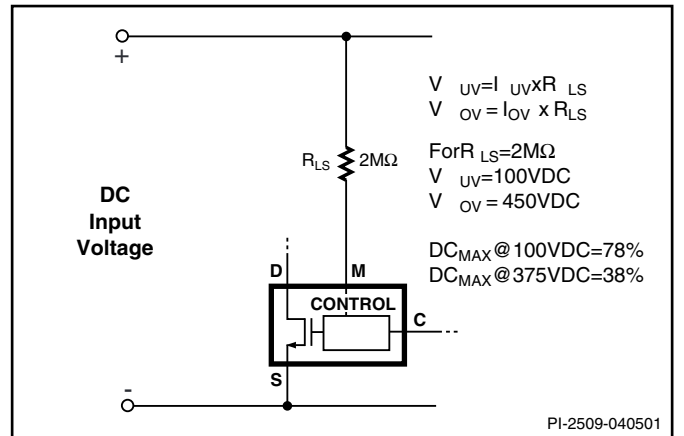 +
V UV=I UVxR LS
V OV = IOV x RLS
RLS 2MΩ
ForR LS=2MΩ
V UV=100VDC
V OV = 450VDC
DC
Input
Voltage
DCMAX@100VDC=78%
DCMAX@375VDC=38%
D M
CONTROL
C
S
-
PI-2509-040501